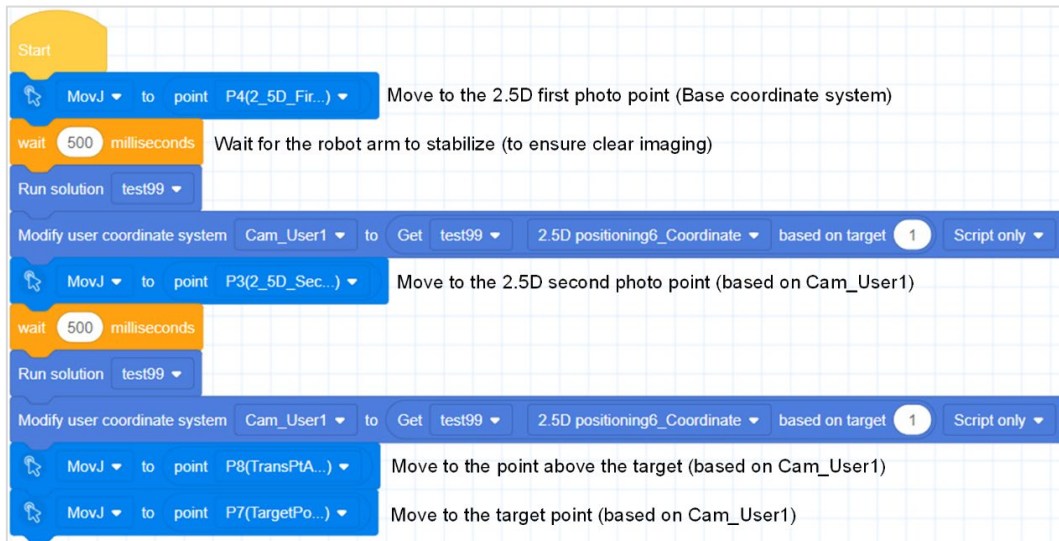 Start
MovJ to point P4(2_5D_Fir...) Move to the 2.5D first photo point (Base coordinate system)
wait 500 milliseconds Wait for the robot arm to stabilize (to ensure clear imaging)
Run solution test99
Modify user coordinate system Cam_User1 to Get test99 2.5D positioning6_Coordinate based on target 1 Script only
MovJ to point P3(2_5D_Sec...) Move to the 2.5D second photo point (based on Cam_User1)
wait 500 milliseconds
Run solution test99
Modify user coordinate system Cam_User1 to Get test99 2.5D positioning6_Coordinate based on target 1 Script only
MovJ to point P8(TransPtA...) Move to the point above the target (based on Cam_User1)
MovJ to point P7(TargetPo...) Move to the target point (based on Cam_User1)